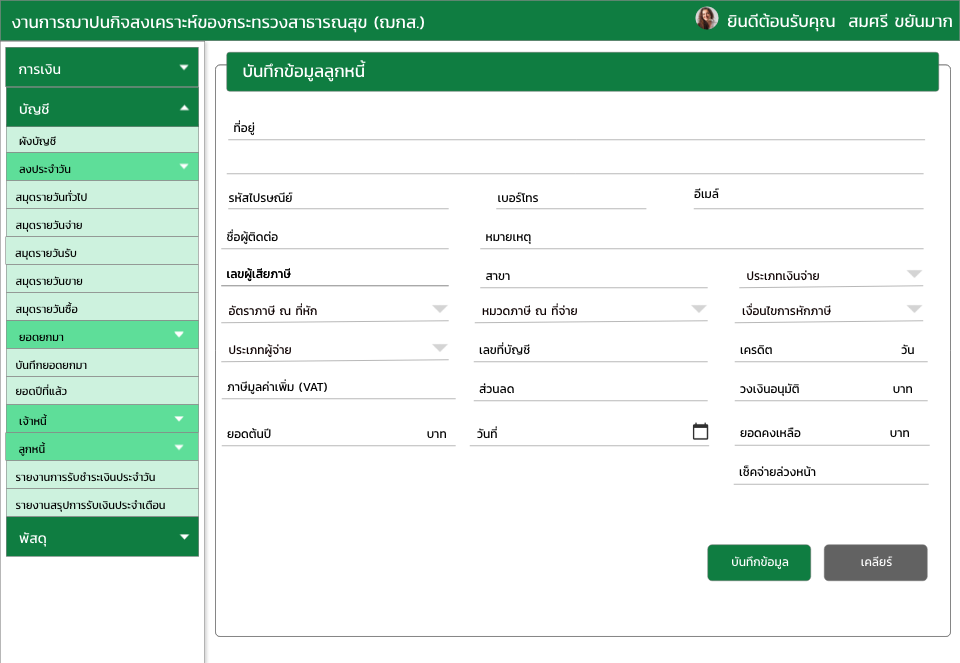 งานการฌาปนกิจสงเคราะห์ของกระทรวงสาธารณสุข (ฌกส.)
ยินดีต้อนรับคุณ สมศรี ขยันมาก
การเงิน
บัญชี
ผังบัญชี
ลงประจำวัน
สมุดรายวันทั่วไป
สมุดรายวันจ่าย
สมุดรายวันรับ
สมุดรายวันขาย
สมุดรายวันซื้อ
ยอดยกมา
บันทึกยอดยกมา
ยอดปีที่แล้ว
เจ้าหนี้
ลูกหนี้
รายงานการรับชำระเงินประจำวัน
รายงานสรุปการรับเงินประจำเดือน
พัสดุ
บันทึกข้อมูลลูกหนี้
ที่อยู่
รหัสไปรษณีย์ เบอร์โทร อีเมล์
ชื่อผู้ติดต่อ หมายเหตุ
เลขผู้เสียภาษี สาขา ประเภทเงินจ่าย
อัตราภาษี ณ ที่หัก หมวดภาษี ณ ที่จ่าย เงื่อนไขการหักภาษี
ประเภทผู้จ่าย เลขที่บัญชี เครดิต วัน
ภาษีมูลค่าเพิ่ม (VAT) ส่วนลด วงเงินอนุมัติ บาท
ยอดต้นปี บาท วันที่ ยอดคงเหลือ บาท
เช็คจ่ายล่วงหน้า
บันทึกข้อมูล เคลียร์